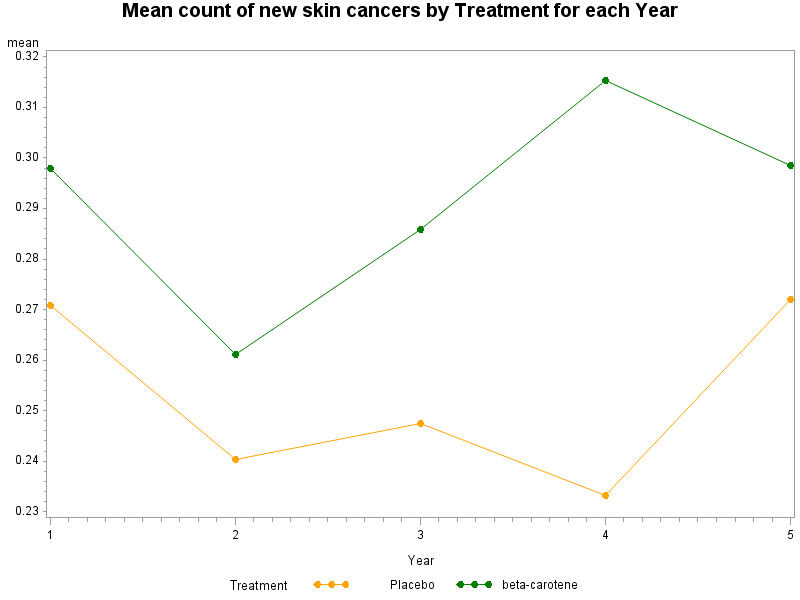 Mean count of new skin cancers by Treatment for each Year
mean
0.32
0.31
0.30
0.29
0.28
0.27
0.26
0.25
0.24
0.23
1 2 3 4 5
Year
Treatment Placebo beta-carotene